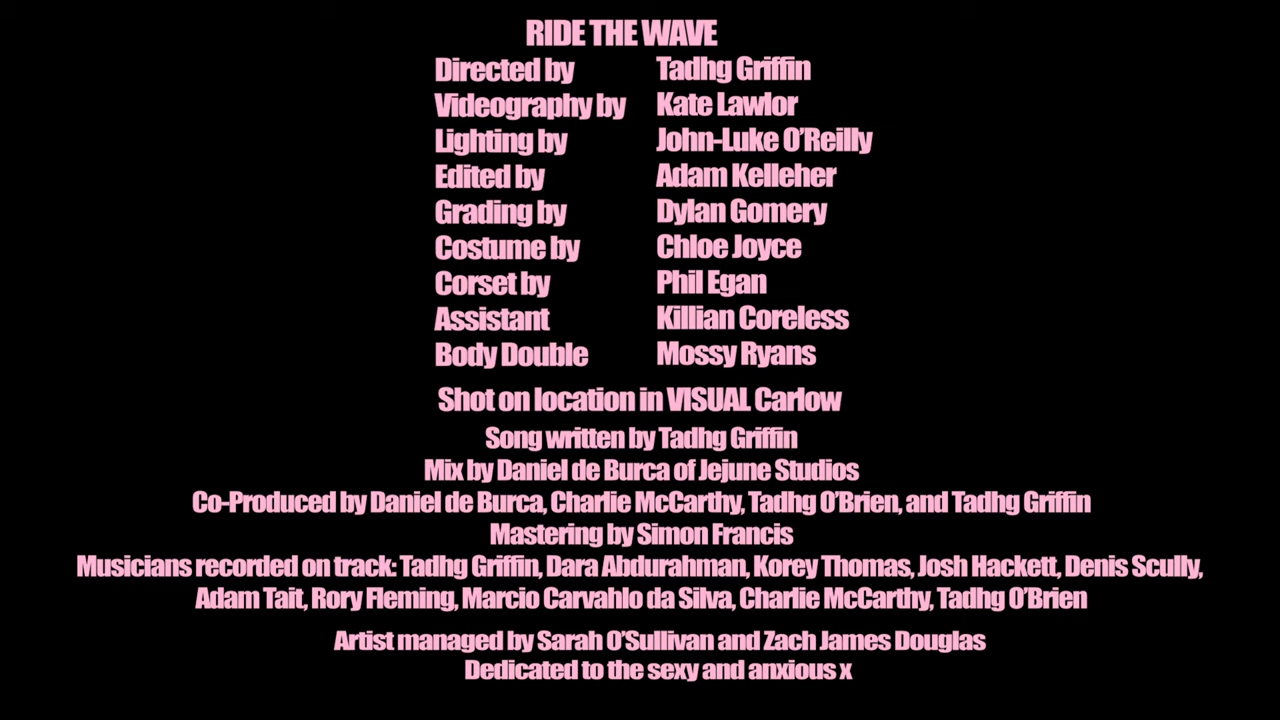 RIDE THE WAVE
Directed by Tadhg Griffin
Videography by Kate Lawlor
Lighting by John-Luke O'Reilly
Edited by Adam Kelleher
Grading by Dylan Gomery
Costume by Chloe Joyce
Corset by Phil Egan
Assistant Killian Coreless
Body Double Mossy Ryans
Shot on location in VISUAL Carlow
Song written by Tadhg Griffin
Mix by Daniel de Burca of Jejune Studios
Co-Produced by Daniel de Burca, Charlie McCarthy, Tadhg O'Brien, and Tadhg Griffin
Mastering by Simon Francis
Musicians recorded on track: Tadhg Griffin, Dara Abdurahman, Korey Thomas, Josh Hackett, Denis Scully,
Adam Tait, Rory Fleming, Marcio Carvahlo da Silva, Charlie McCarthy, Tadhg O'Brien
Artist managed by Sarah O'Sullivan and Zach James Douglas
Dedicated to the sexy and anxious x